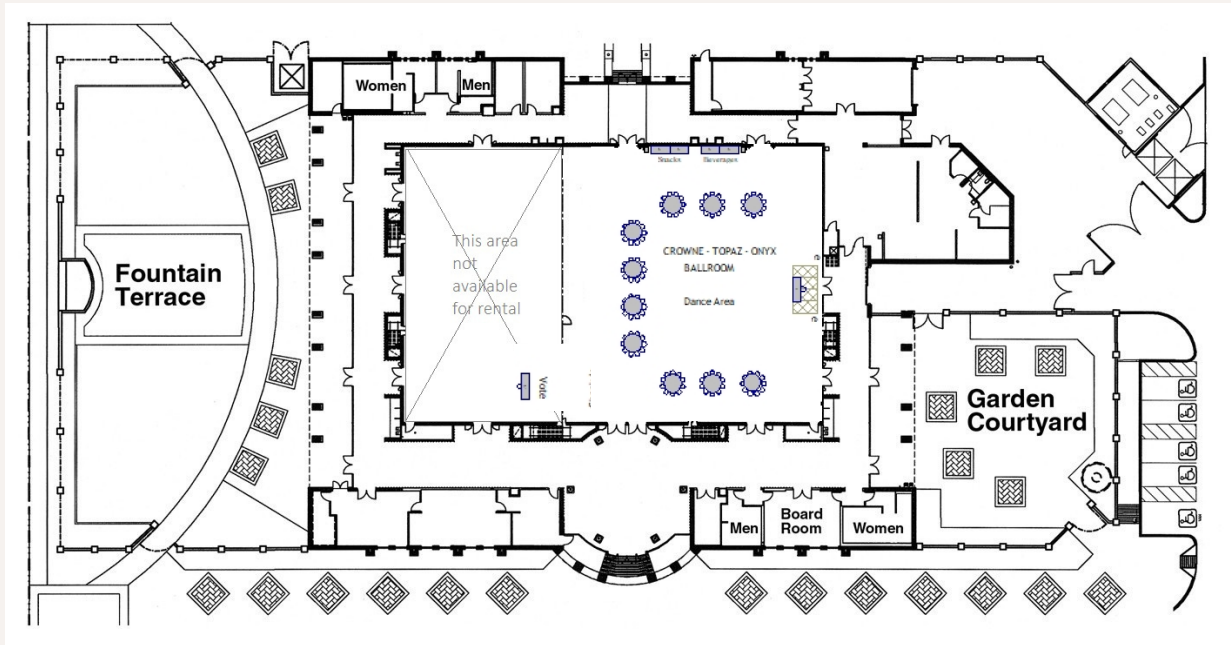 Women
Men
Snacks
Beverages
This area
not
available
for rental
CROWNE - TOPAZ - ONYX
BALLROOM
Dance Area
e
e
Vote
Fountain
Terrace
Garden
Courtyard
Men
Board
Room
Women